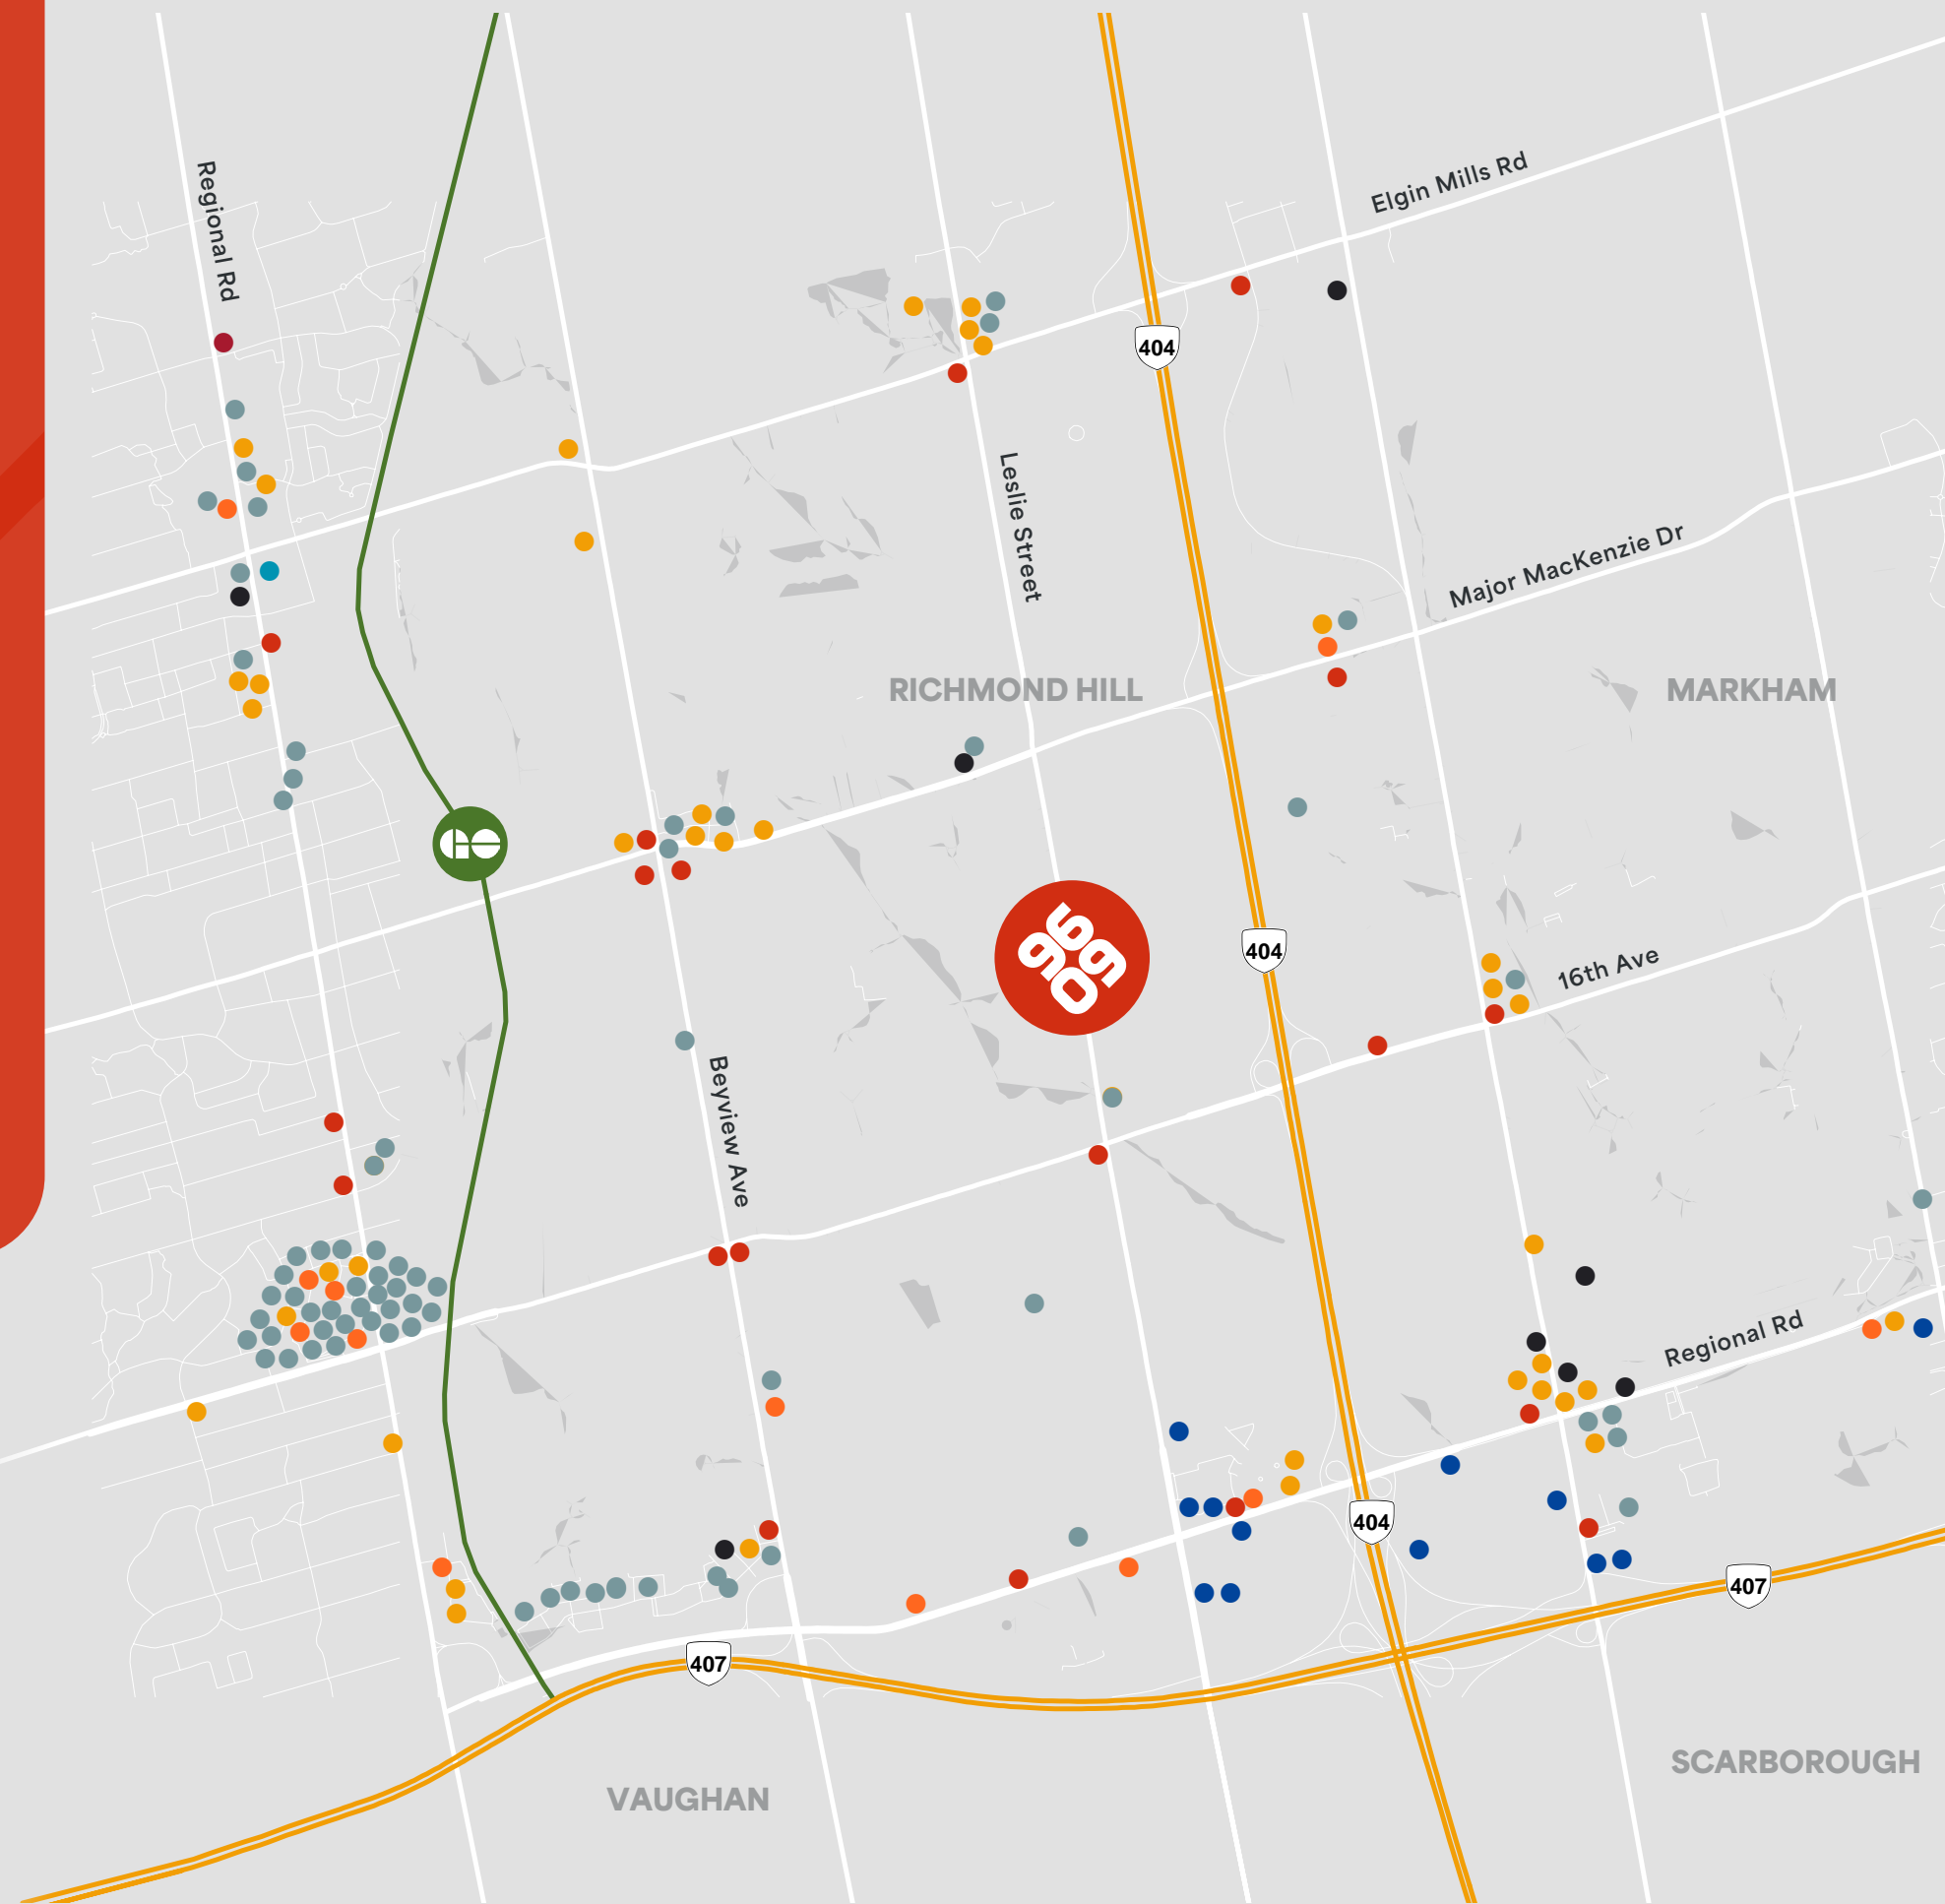 Regional Rd
Elgin Mills Rd
404
Leslie Street
Major MacKenzie Dr
RICHMOND HILL
MARKHAM
9609
404
16th Ave
Beyview Ave
Regional Rd
404
407
407
SCARBOROUGH
VAUGHAN